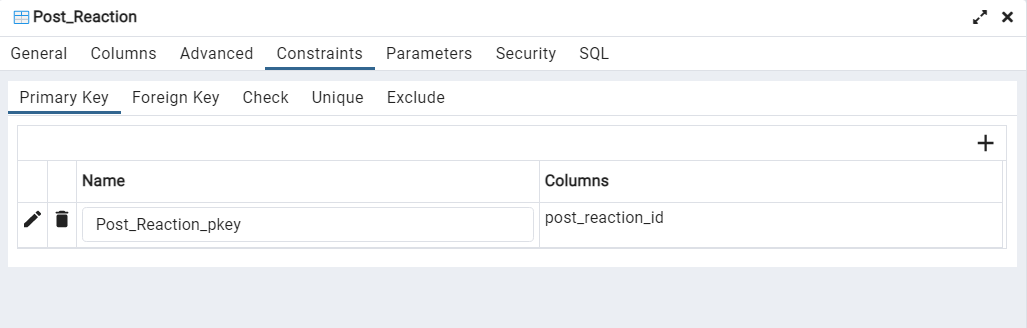 Post_Reaction
General Columns Advanced Constraints Parameters Security SQL
Primary Key Foreign Key Check Unique Exclude
Name Columns
Post_Reaction_pkey post_reaction_id